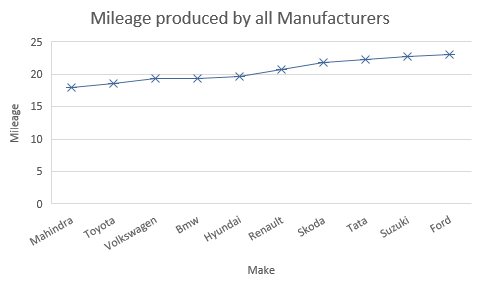 Mileage produced by all Manufacturers
25
20
15
10
5
0
Mileage
Mahindra
Toyota
Volkswagen
Bmw
Hyundai
Renault
Skoda
Tata
Suzuki
Ford
Make